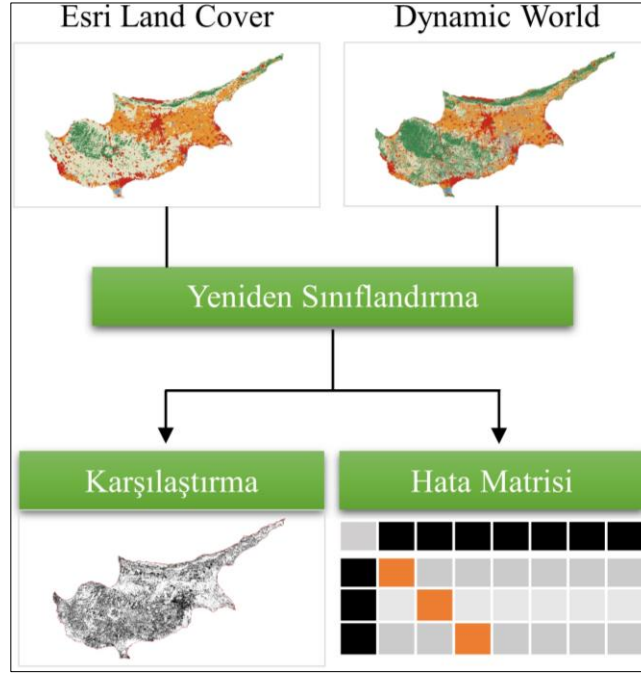 Esri Land Cover
Dynamic World
Yeniden Sınıflandırma
Karşılaştırma
Hata Matrisi